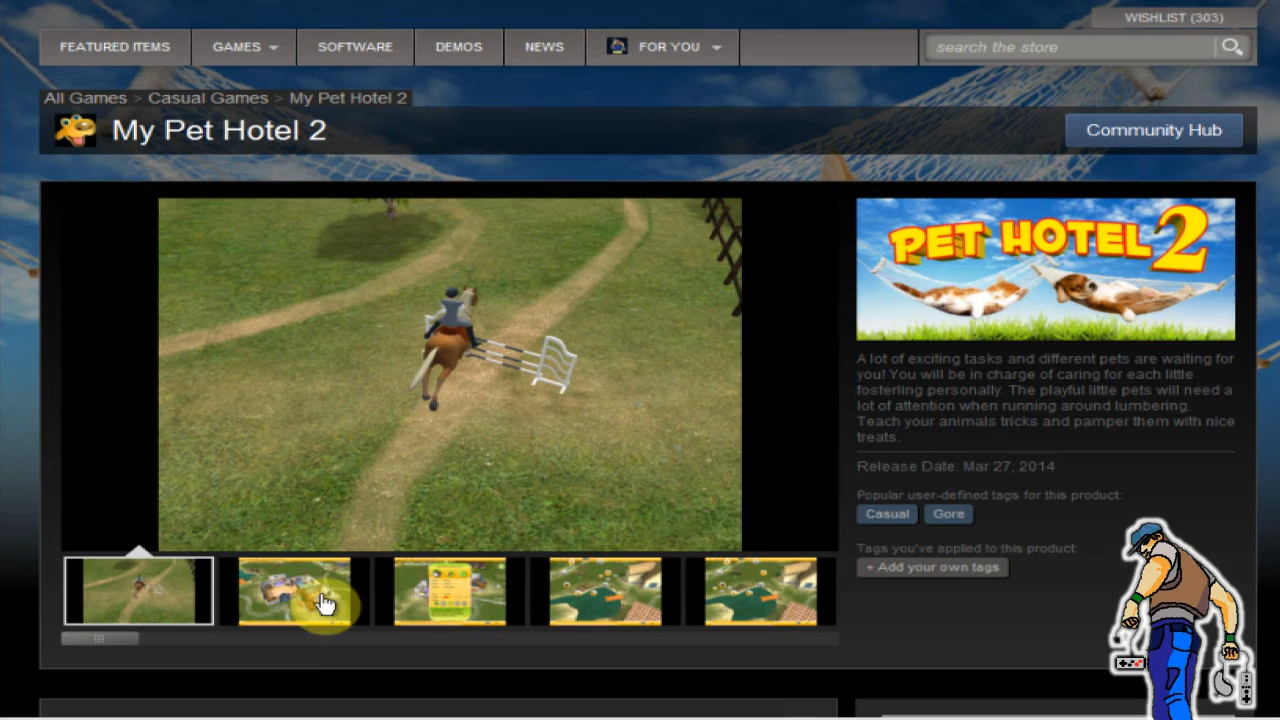 WISHLIST (303)
FEATURED ITEMS GAMES SOFTWARE DEMOS NEWS FOR YOU search the store
All Games > Casual Games > My Pet Hotel 2
My Pet Hotel 2 Community Hub
PET HOTEL 2
A lot of exciting tasks and different pets are waiting for
you! You will be in charge of caring for each little
fosterling personally. The playful little pets will need a
lot of attention when running around lumbering.
Teach your animals tricks and pamper them with nice
treats.
Release Date: Mar 27, 2014
Popular user-defined tags for this product:
Casual Gore
Tags you've applied to this product:
+ Add your own tags